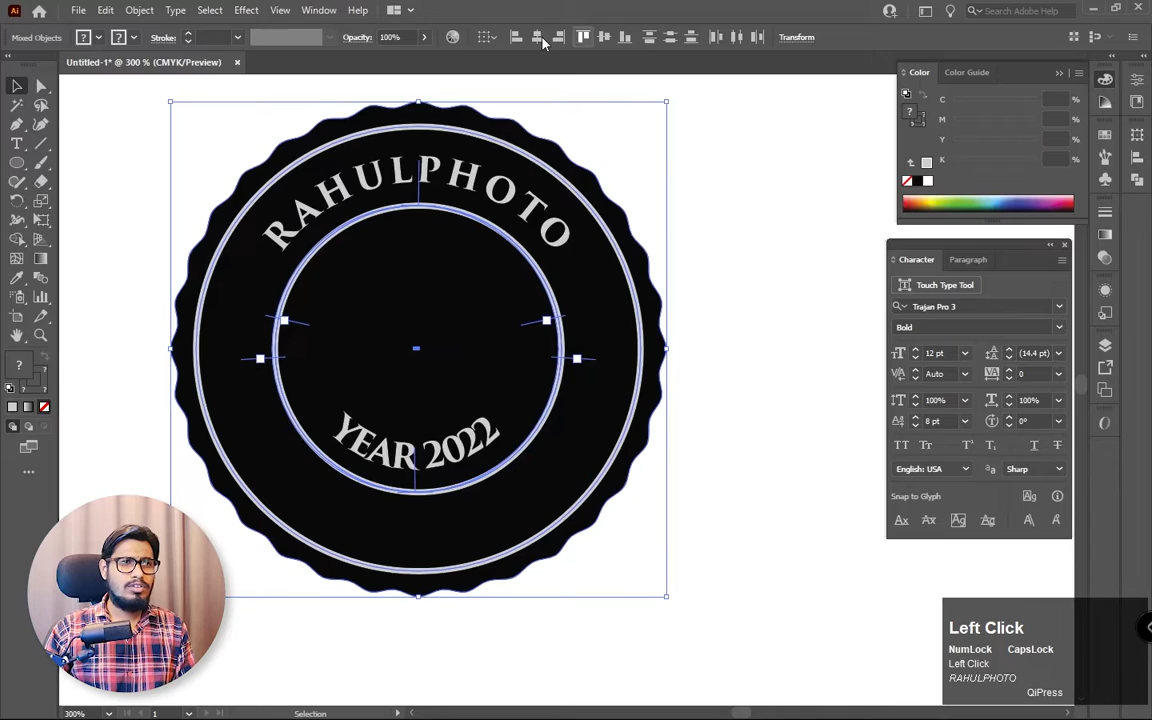 Ai File Edit Object Type Select Effect View Window Help Search Adobe Help
Mixed Objects ? ? Stroke: Opacity: 100% Transform
Untitled-1* @ 300 % (CMYK/Preview) ×
Color Color Guide
C %
M %
Y %
K %
RAHULPHOTO
YEAR 2022
Character Paragraph
Touch Type Tool
Trajan Pro 3
Bold
12 pt (14.4 pt)
Auto 0
100% 100%
8 pt 0°
English: USA Sharp
Snap to Glyph
Left Click
NumLock CapsLock
Left Click
RAHULPHOTO
QiPress
300% 1 Selection